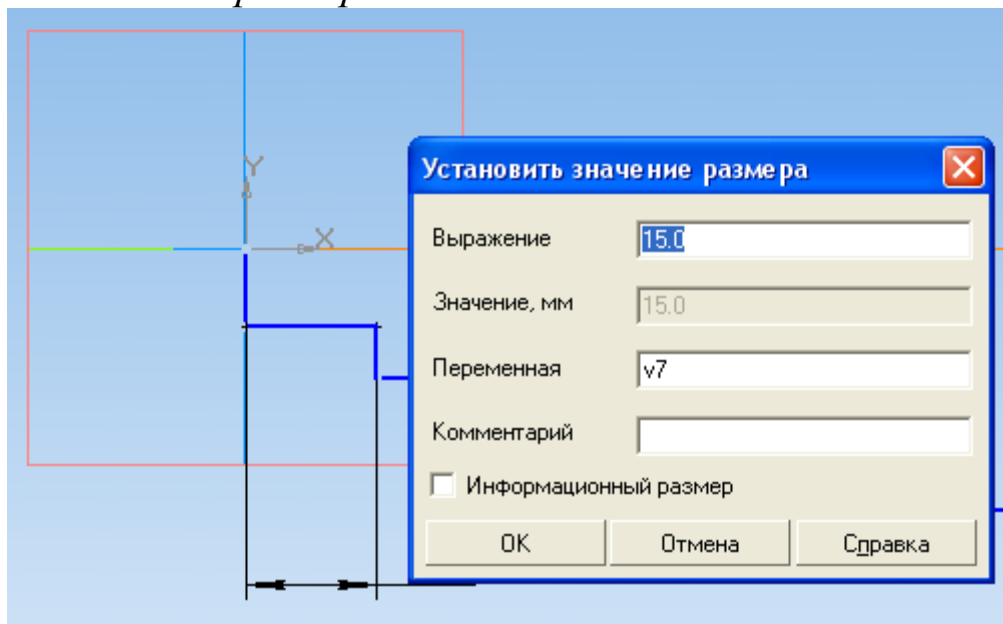 Y
X
Установить значение размера
Выражение 15.0
Значение, мм 15.0
Переменная v7
Комментарий
Информационный размер
OK Отмена Справка